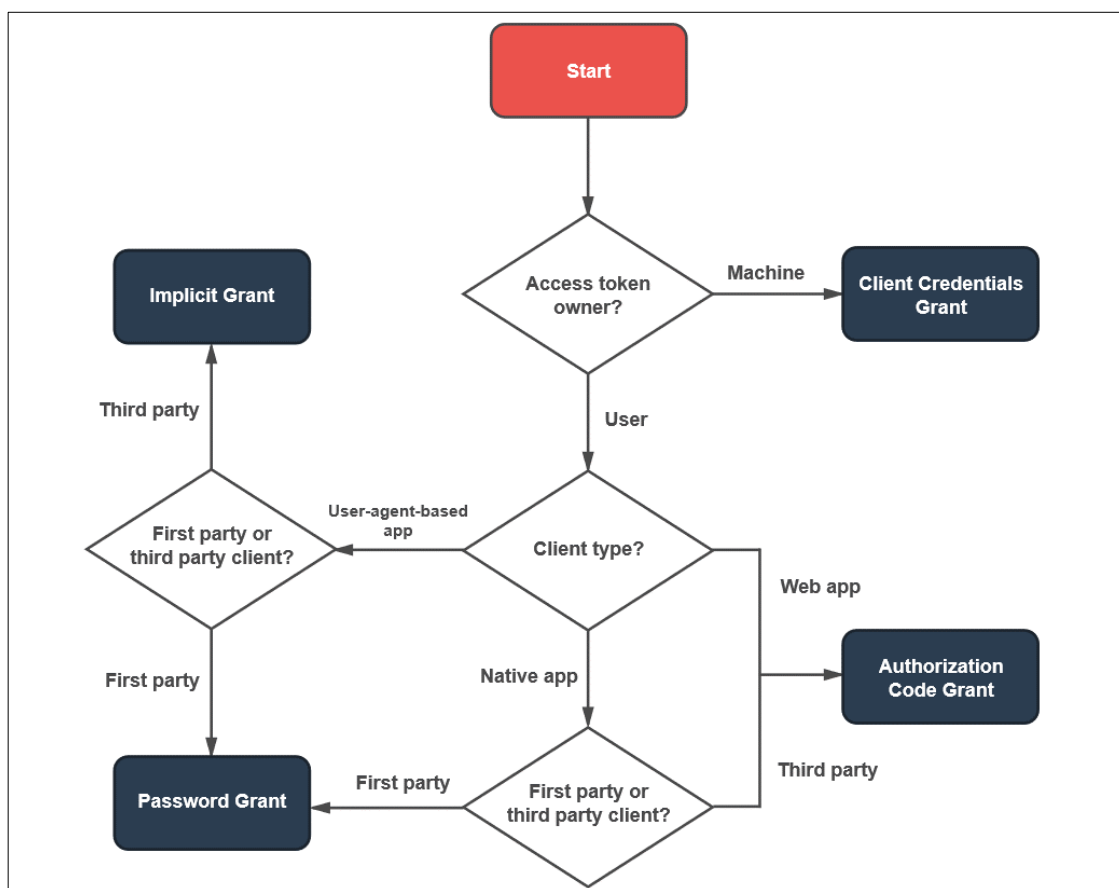 Start
Access token
owner?
Machine
Client Credentials
Grant
Implicit Grant
Third party
User
First party or
third party client?
User-agent-based
app
Client type?
Web app
First party
Native app
Authorization
Code Grant
Password Grant
First party
First party or
third party client?
Third party